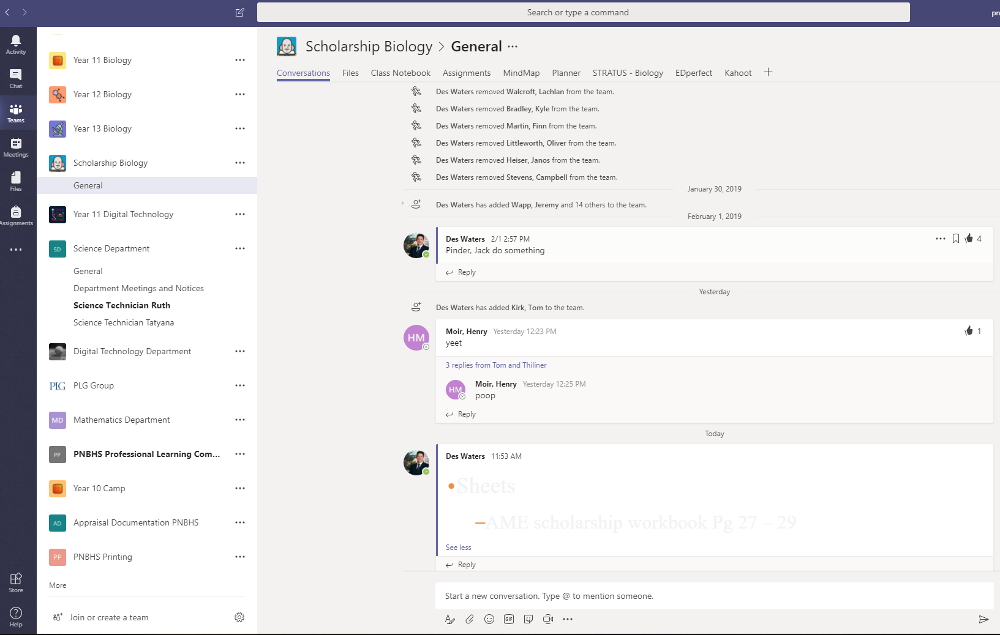 Search or type a command
pn
Activity
Chat
Teams
Meetings
Files
Assignments
Store
Help
Year 11 Biology
Year 12 Biology
Year 13 Biology
Scholarship Biology
General
Year 11 Digital Technology
SD Science Department
General
Department Meetings and Notices
Science Technician Ruth
Science Technician Tatyana
Digital Technology Department
PLG PLG Group
MD Mathematics Department
PP PNBHS Professional Learning Com...
Year 10 Camp
AD Appraisal Documentation PNBHS
PP PNBHS Printing
More
Join or create a team
Scholarship Biology > General ...
Conversations Files Class Notebook Assignments MindMap Planner STRATUS - Biology EDperfect Kahoot +
Des Waters removed Walcroft, Lachlan from the team.
Des Waters removed Bradley, Kyle from the team.
Des Waters removed Martin, Finn from the team.
Des Waters removed Littleworth, Oliver from the team.
Des Waters removed Heiser, Janos from the team.
Des Waters removed Stevens, Campbell from the team.
January 30, 2019
Des Waters has added Wapp, Jeremy and 14 others to the team.
February 1, 2019
Des Waters 2/1 2:57 PM 4
Pinder, Jack do something
Reply
Yesterday
Des Waters has added Kirk, Tom to the team.
HM Moir, Henry Yesterday 12:23 PM 1
yeet
3 replies from Tom and Thiliner
HM Moir, Henry Yesterday 12:25 PM
poop
Reply
Today
Des Waters 11:53 AM
•Sheets
–AME scholarship workbook Pg 27 – 29
See less
Reply
Start a new conversation. Type @ to mention someone.
GIF